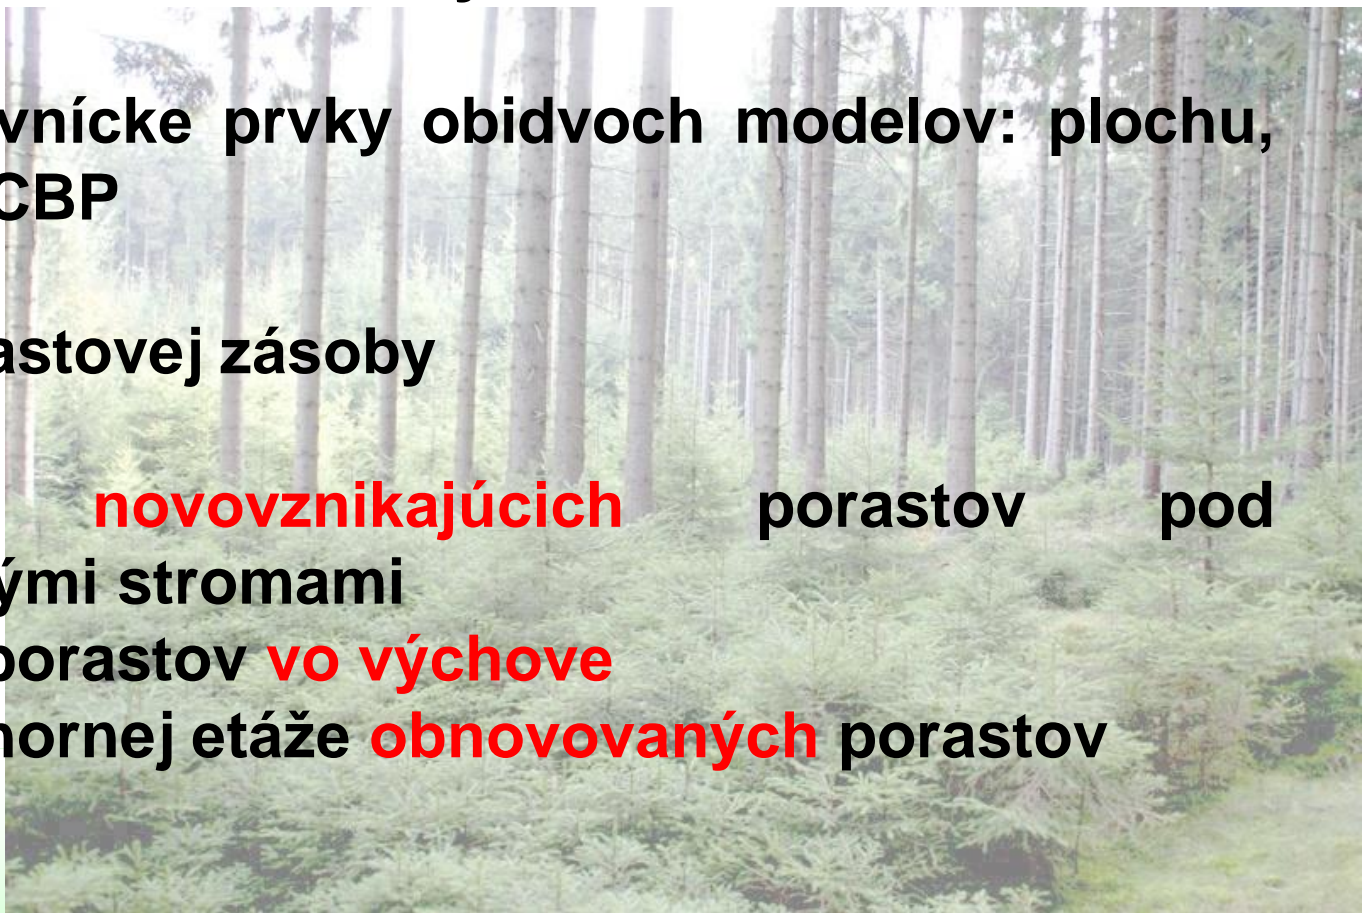 vnícke prvky obidvoch modelov: plochu,
CBP
astovej zásoby
novovznikajúcich porastov pod
ými stromami
porastov vo výchove
hornej etáže obnovovaných porastov